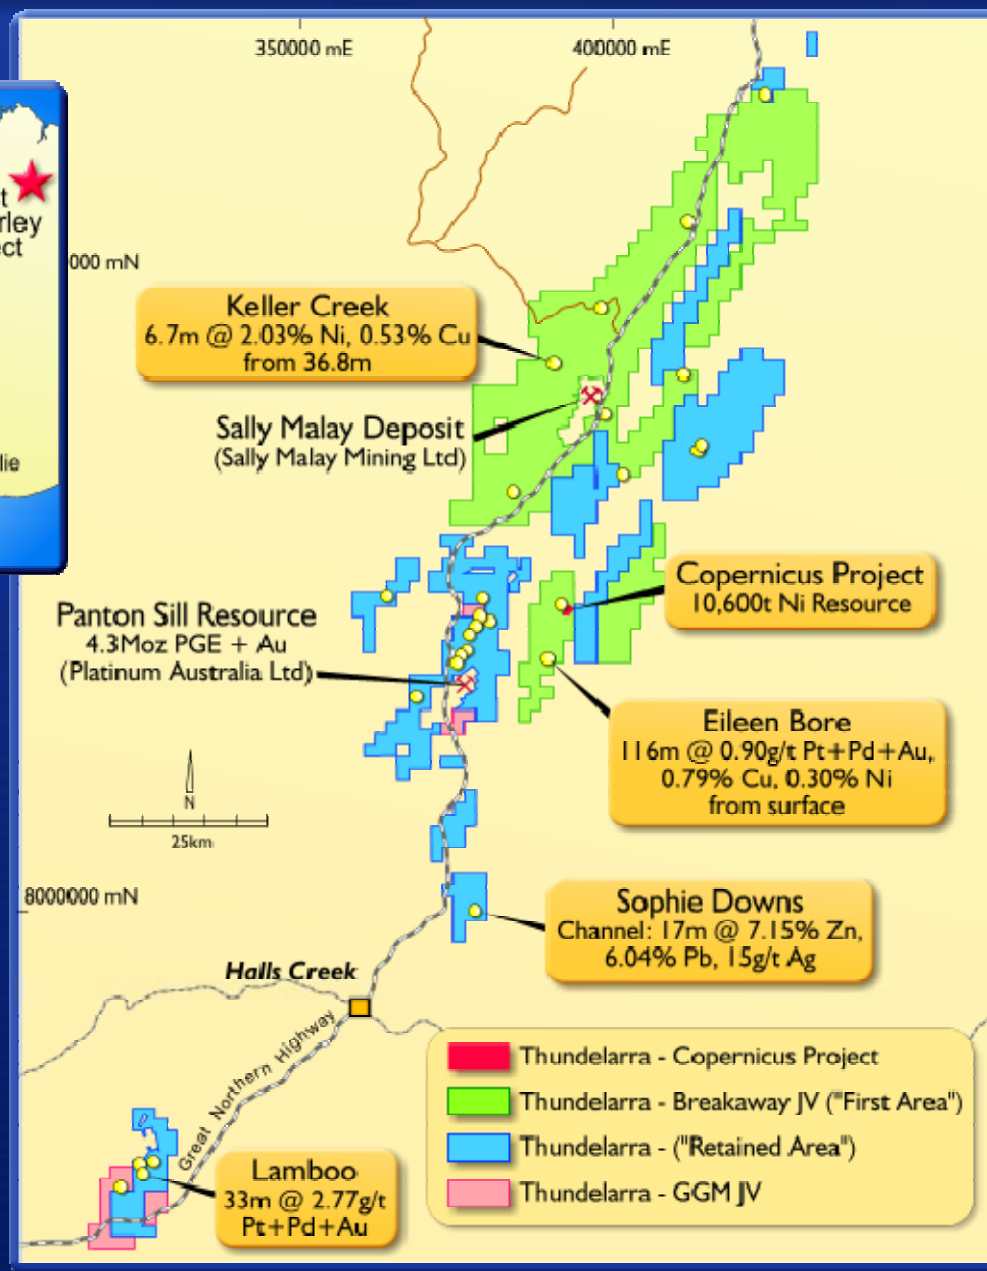 350000 mE
400000 mE
000 mN
Keller Creek
6.7m @ 2.03% Ni, 0.53% Cu
from 36.8m
Sally Malay Deposit
(Sally Malay Mining Ltd)
Copernicus Project
10,600t Ni Resource
Panton Sill Resource
4.3Moz PGE + Au
(Platinum Australia Ltd)
Eileen Bore
116m @ 0.90g/t Pt+Pd+Au,
0.79% Cu, 0.30% Ni
from surface
N
25km
8000000 mN
Sophie Downs
Channel: 17m @ 7.15% Zn,
6.04% Pb, 15g/t Ag
Halls Creek
Great Northern Highway
Lamboo
33m @ 2.77g/t
Pt+Pd+Au
Thundelarra - Copernicus Project
Thundelarra - Breakaway JV ("First Area")
Thundelarra - ("Retained Area")
Thundelarra - GGM JV